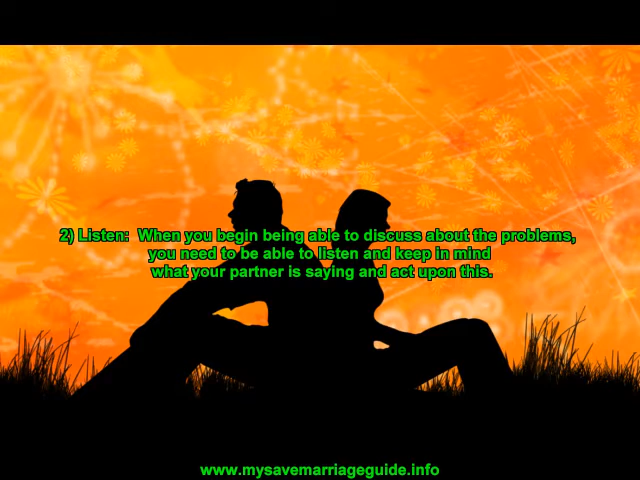 2) Listen:  When you begin being able to discuss about the problems,
you need to be able to listen and keep in mind
what your partner is saying and act upon this.
www.mysavemarriageguide.info